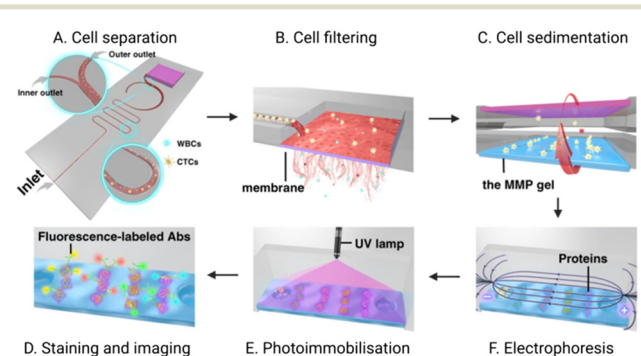 A. Cell separation
B. Cell filtering
C. Cell sedimentation
Outer outlet
Inner outlet
WBCs
CTCs
Inlet
membrane
the MMP gel
Fluorescence-labeled Abs
UV lamp
Proteins
D. Staining and imaging
E. Photoimmobilisation
F. Electrophoresis